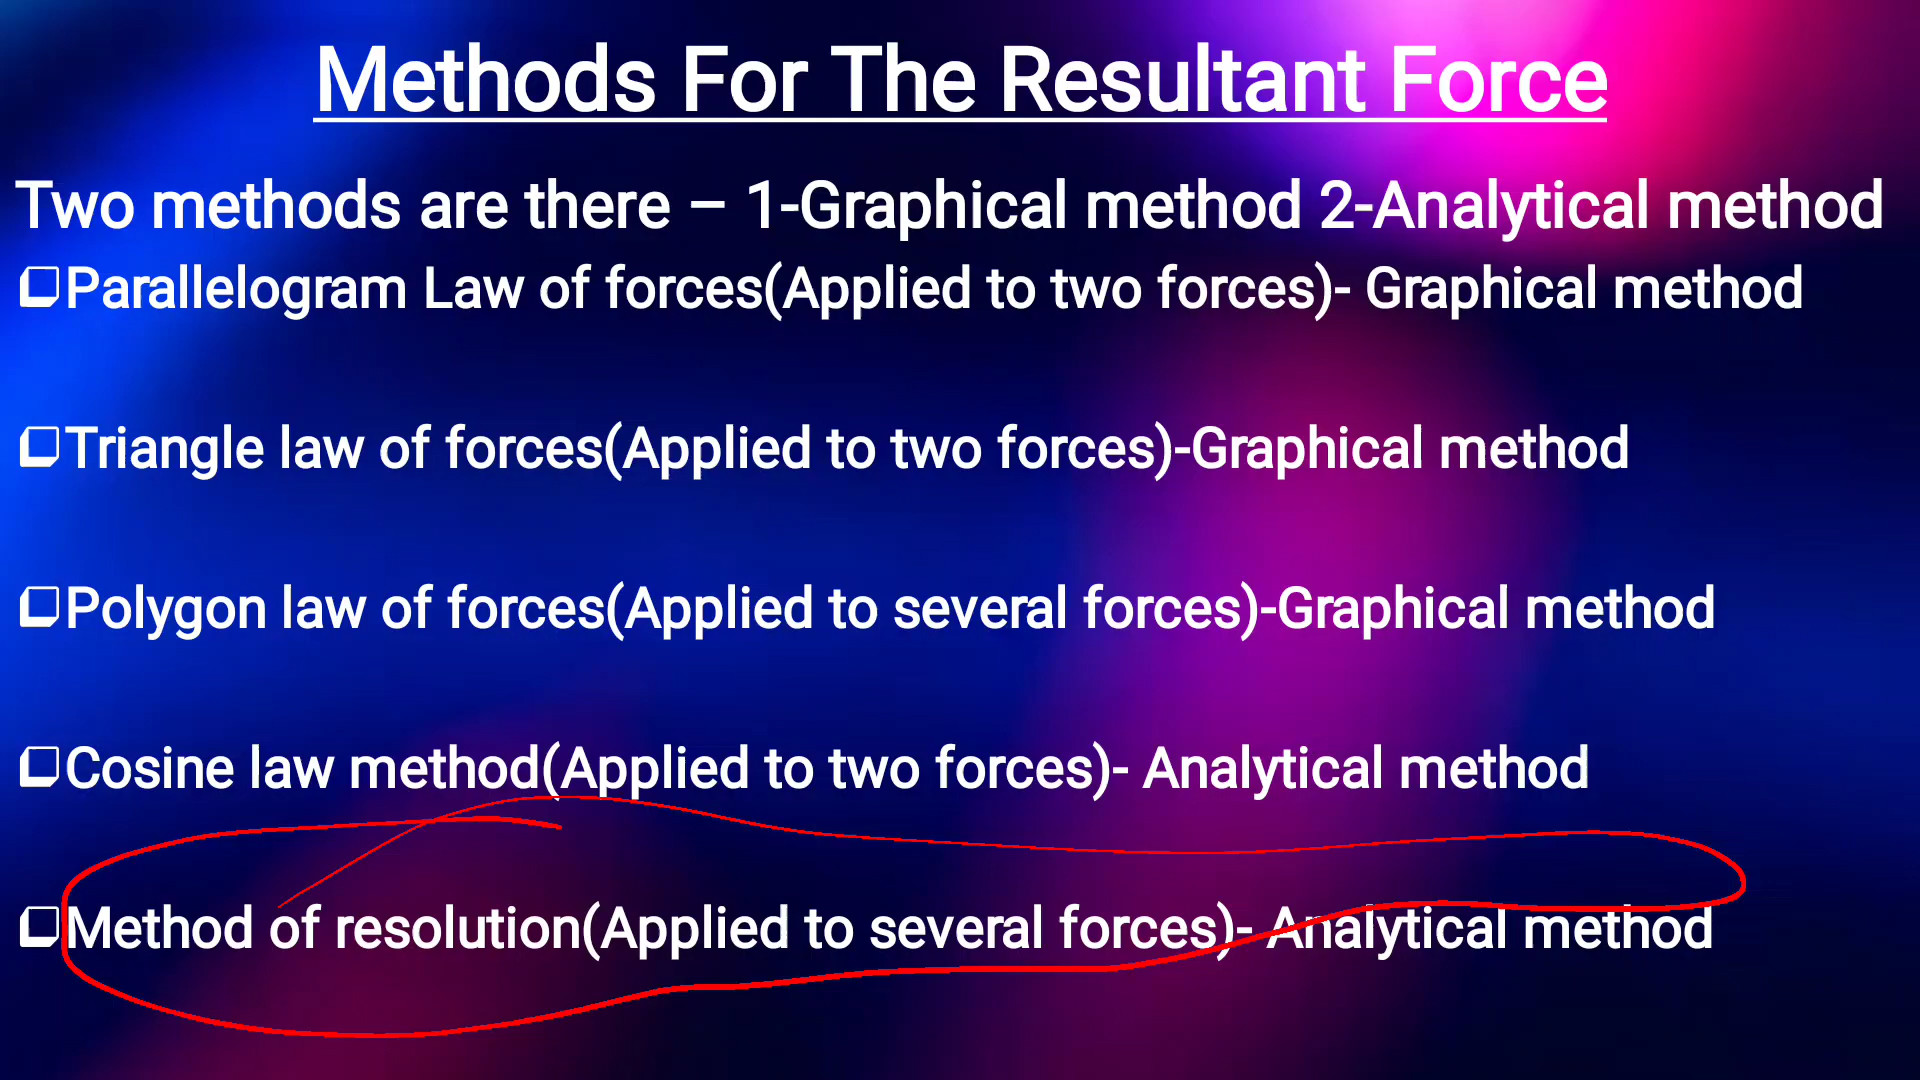 Methods For The Resultant Force
Two methods are there – 1-Graphical method 2-Analytical method
❑Parallelogram Law of forces(Applied to two forces)- Graphical method
❑Triangle law of forces(Applied to two forces)-Graphical method
❑Polygon law of forces(Applied to several forces)-Graphical method
❑Cosine law method(Applied to two forces)- Analytical method
❑Method of resolution(Applied to several forces)- Analytical method